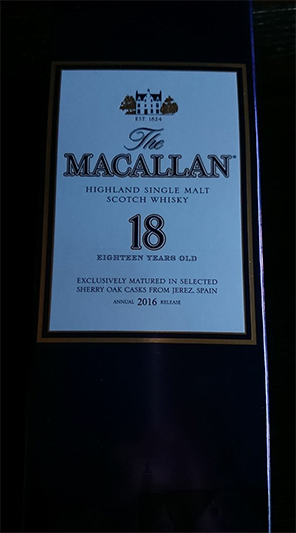 EST. 1824
The
MACALLAN
HIGHLAND SINGLE MALT
SCOTCH WHISKY
18
EIGHTEEN YEARS OLD
EXCLUSIVELY MATURED IN SELECTED
SHERRY OAK CASKS FROM JEREZ, SPAIN
ANNUAL 2016 RELEASE